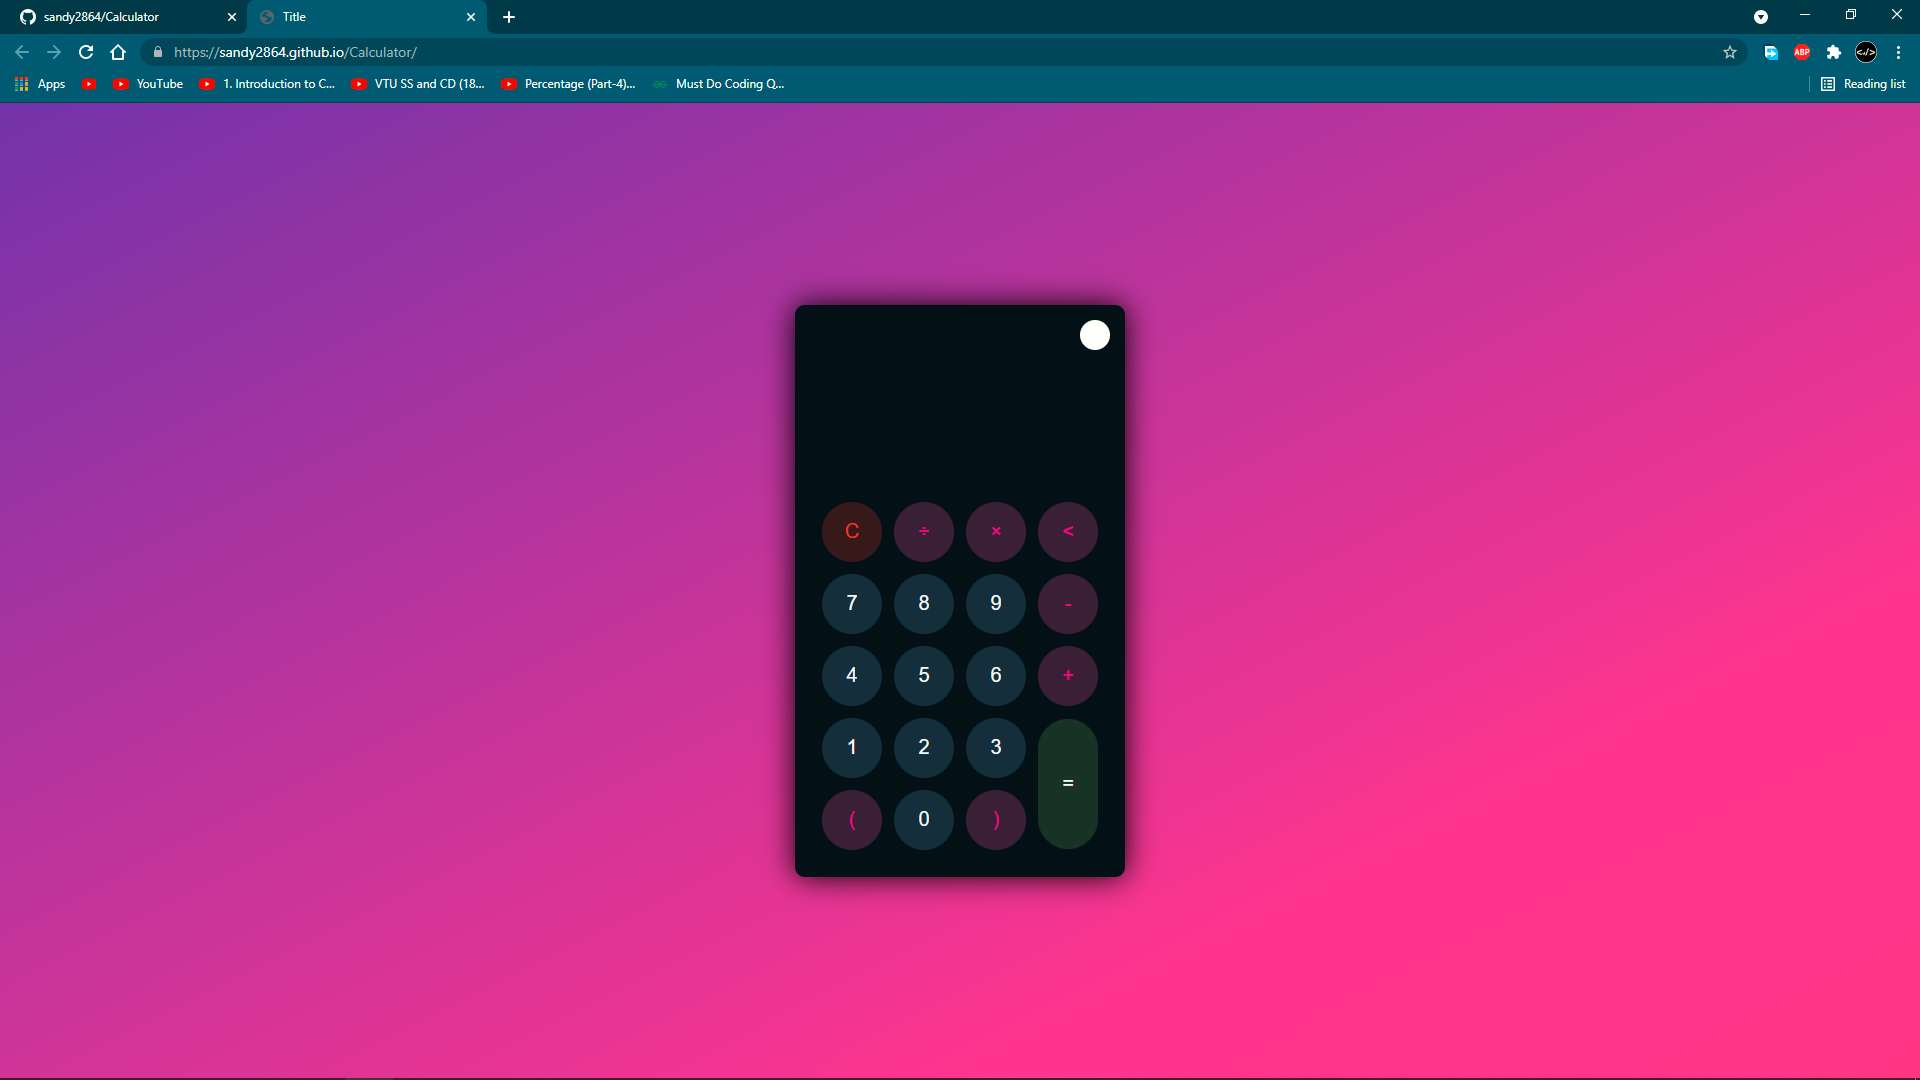 sandy2864/Calculator
Title
https://sandy2864.github.io/Calculator/
ABP
</>
Apps
YouTube
1. Introduction to C...
VTU SS and CD (18...
Percentage (Part-4)...
Must Do Coding Q...
Reading list
C ÷ × <
7 8 9 -
4 5 6 +
1 2 3
=
( 0 )